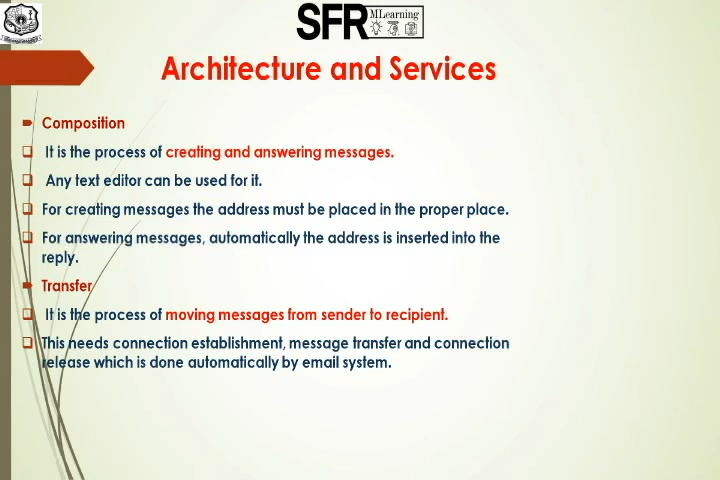 SFR MLearning
Architecture and Services
Composition
It is the process of creating and answering messages.
Any text editor can be used for it.
For creating messages the address must be placed in the proper place.
For answering messages, automatically the address is inserted into the
reply.
Transfer
It is the process of moving messages from sender to recipient.
This needs connection establishment, message transfer and connection
release which is done automatically by email system.